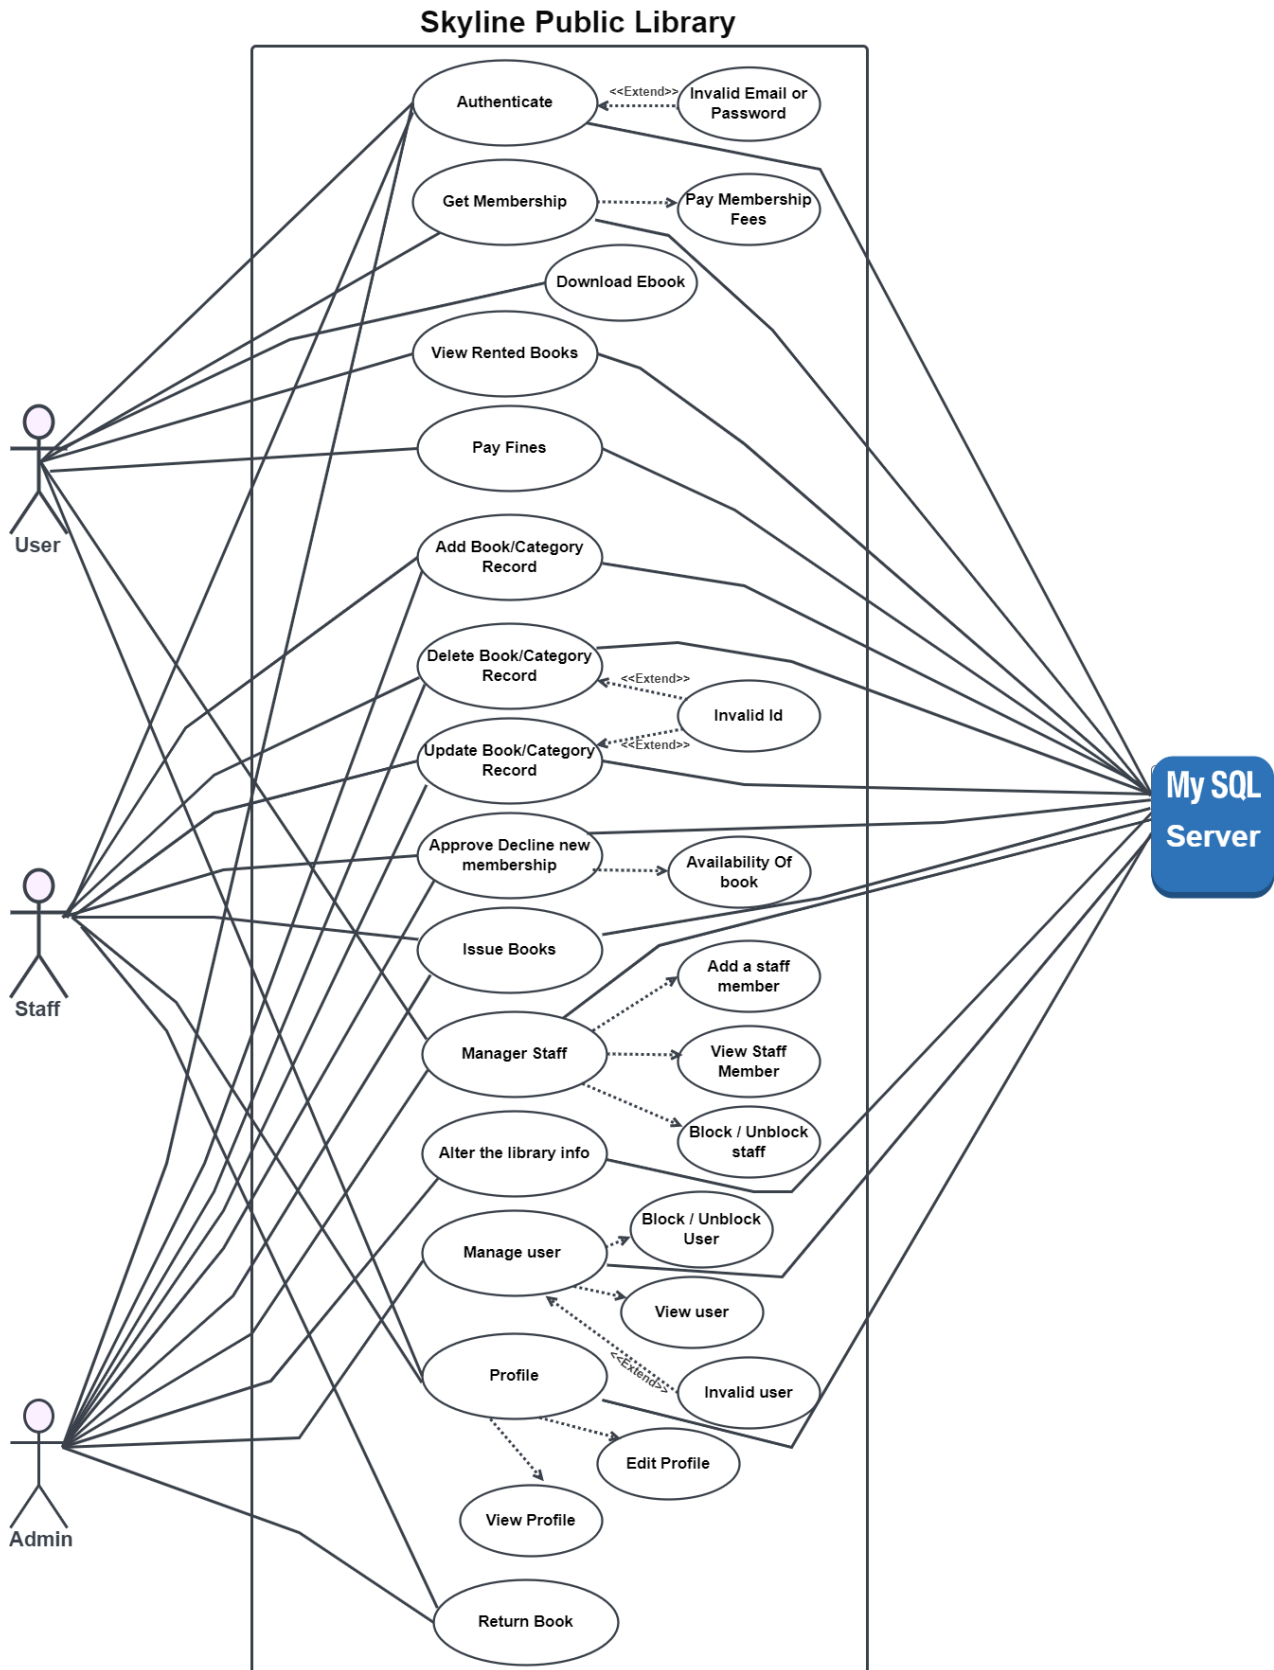 Skyline Public Library
Authenticate
<<Extend>>
Invalid Email or
Password
Get Membership
Pay Membership
Fees
Download Ebook
View Rented Books
Pay Fines
User
Add Book/Category
Record
Delete Book/Category
Record
<<Extend>>
Invalid Id
<<Extend>>
Update Book/Category
Record
My SQL
Server
Approve Decline new
membership
Availability Of
book
Issue Books
Staff
Add a staff
member
Manager Staff
View Staff
Member
Block / Unblock
staff
Alter the library info
Block / Unblock
User
Manage user
View user
<<Extend>>
Invalid user
Profile
Edit Profile
View Profile
Admin
Return Book